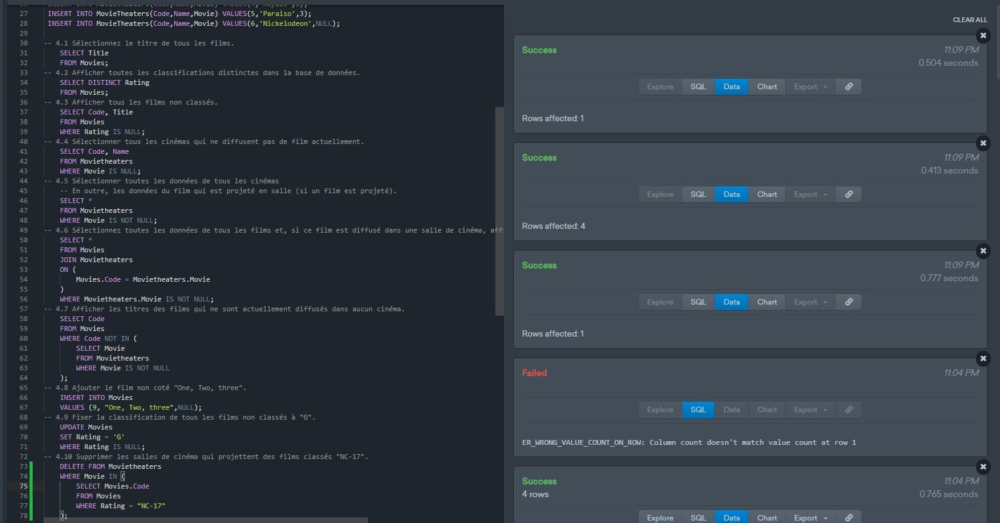 27 INSERT INTO MovieTheaters(Code,Name,Movie) VALUES(5,'Paraiso',3);
28 INSERT INTO MovieTheaters(Code,Name,Movie) VALUES(6,'Nickelodeon',NULL);
29
30 -- 4.1 Sélectionnez le titre de tous les films.
31 SELECT Title
32 FROM Movies;
33 -- 4.2 Afficher toutes les classifications distinctes dans la base de données.
34 SELECT DISTINCT Rating
35 FROM Movies;
36 -- 4.3 Afficher tous les films non classés.
37 SELECT Code, Title
38 FROM Movies
39 WHERE Rating IS NULL;
40 -- 4.4 Sélectionner tous les cinémas qui ne diffusent pas de film actuellement.
41 SELECT Code, Name
42 FROM Movietheaters
43 WHERE Movie IS NULL;
44 -- 4.5 Sélectionner toutes les données de tous les cinémas
45 -- En outre, les données du film qui est projeté en salle (si un film est projeté).
46 SELECT *
47 FROM Movietheaters
48 WHERE Movie IS NOT NULL;
49 -- 4.6 Sélectionnez toutes les données de tous les films et, si ce film est diffusé dans une salle de cinéma, aff
50 SELECT *
51 FROM Movies
52 JOIN Movietheaters
53 ON (
54 Movies.Code = Movietheaters.Movie
55 )
56 WHERE Movietheaters.Movie IS NOT NULL;
57 -- 4.7 Afficher les titres des films qui ne sont actuellement diffusés dans aucun cinéma.
58 SELECT Code
59 FROM Movies
60 WHERE Code NOT IN (
61 SELECT Movie
62 FROM Movietheaters
63 WHERE Movie IS NOT NULL
64 );
65 -- 4.8 Ajouter le film non coté "One, Two, three".
66 INSERT INTO Movies
67 VALUES (9, "One, Two, three",NULL);
68 -- 4.9 Fixer la classification de tous les films non classés à "G".
69 UPDATE Movies
70 SET Rating = 'G'
71 WHERE Rating IS NULL;
72 -- 4.10 Supprimer les salles de cinéma qui projettent des films classés "NC-17".
73 DELETE FROM Movietheaters
74 WHERE Movie IN (
75 SELECT Movies.Code
76 FROM Movies
77 WHERE Rating = "NC-17"
78 );
CLEAR ALL
Success 11:09 PM
0.504 seconds
Explore SQL Data Chart Export
Rows affected: 1
Success 11:09 PM
0.413 seconds
Explore SQL Data Chart Export
Rows affected: 4
Success 11:09 PM
0.777 seconds
Explore SQL Data Chart Export
Rows affected: 1
Failed 11:04 PM
Explore SQL Data Chart Export
ER_WRONG_VALUE_COUNT_ON_ROW: Column count doesn't match value count at row 1
Success 11:04 PM
4 rows 0.765 seconds
Explore SQL Data Chart Export